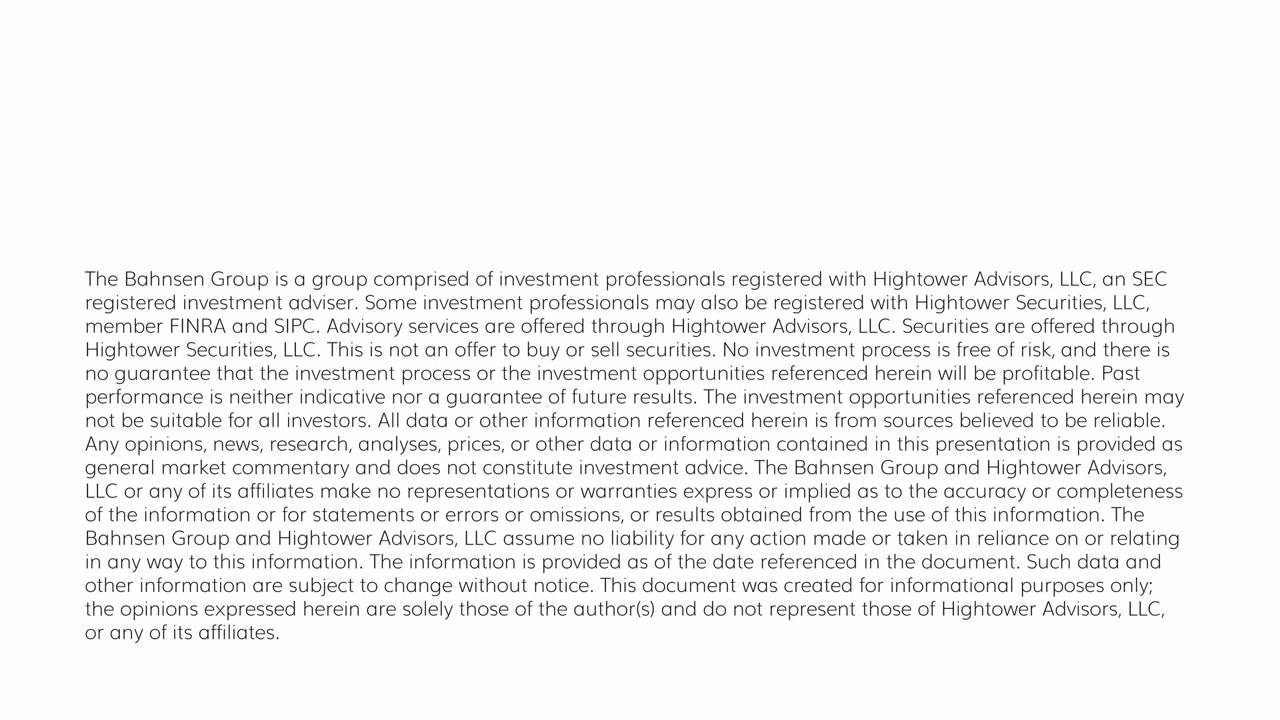 The Bahnsen Group is a group comprised of investment professionals registered with Hightower Advisors, LLC, an SEC
registered investment adviser. Some investment professionals may also be registered with Hightower Securities, LLC,
member FINRA and SIPC. Advisory services are offered through Hightower Advisors, LLC. Securities are offered through
Hightower Securities, LLC. This is not an offer to buy or sell securities. No investment process is free of risk, and there is
no guarantee that the investment process or the investment opportunities referenced herein will be profitable. Past
performance is neither indicative nor a guarantee of future results. The investment opportunities referenced herein may
not be suitable for all investors. All data or other information referenced herein is from sources believed to be reliable.
Any opinions, news, research, analyses, prices, or other data or information contained in this presentation is provided as
general market commentary and does not constitute investment advice. The Bahnsen Group and Hightower Advisors,
LLC or any of its affiliates make no representations or warranties express or implied as to the accuracy or completeness
of the information or for statements or errors or omissions, or results obtained from the use of this information. The
Bahnsen Group and Hightower Advisors, LLC assume no liability for any action made or taken in reliance on or relating
in any way to this information. The information is provided as of the date referenced in the document. Such data and
other information are subject to change without notice. This document was created for informational purposes only;
the opinions expressed herein are solely those of the author(s) and do not represent those of Hightower Advisors, LLC,
or any of its affiliates.